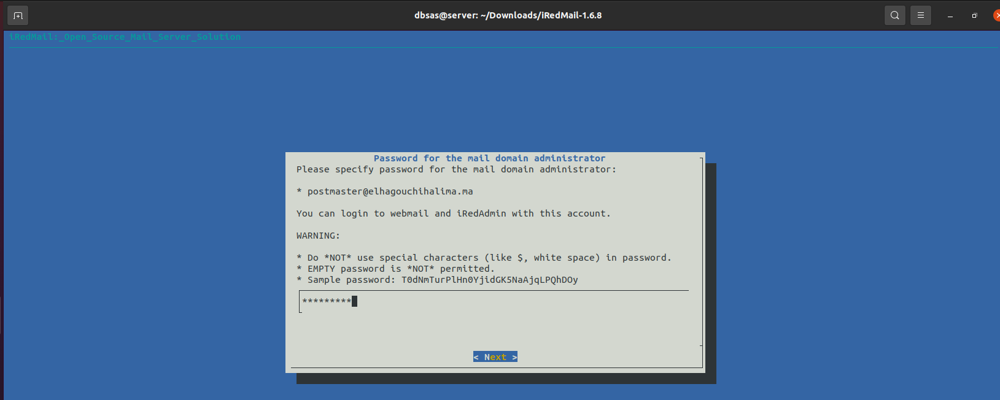 dbsas@server: ~/Downloads/iRedMail-1.6.8
iRedMail:_Open_Source_Mail_Server_Solution
Password for the mail domain administrator
Please specify password for the mail domain administrator:
* postmaster@elhagouchihalima.ma
You can login to webmail and iRedAdmin with this account.
WARNING:
* Do *NOT* use special characters (like $, white space) in password.
* EMPTY password is *NOT* permitted.
* Sample password: T0dNmTurPlHn0YjidGK5NaAjqLPQhDOy
*********
< Next >